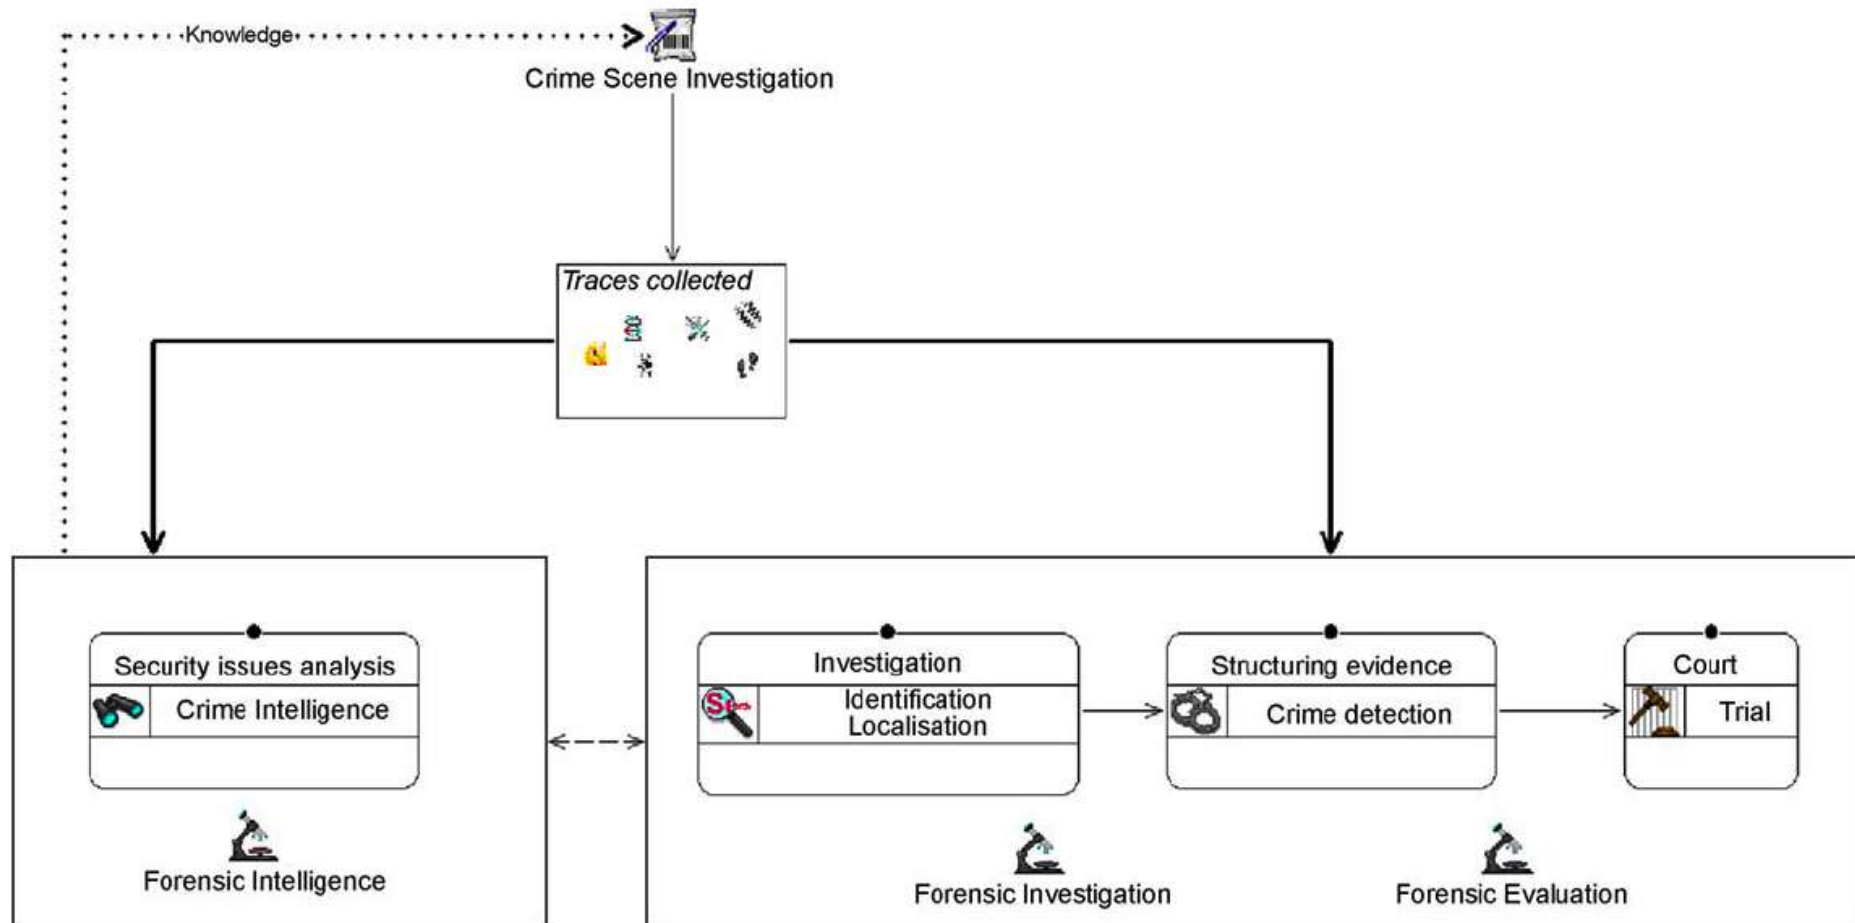 Knowledge
Crime Scene Investigation
Traces collected
Security issues analysis
Crime Intelligence
Forensic Intelligence
Investigation
Identification
Localisation
Structuring evidence
Crime detection
Court
Trial
Forensic Investigation
Forensic Evaluation